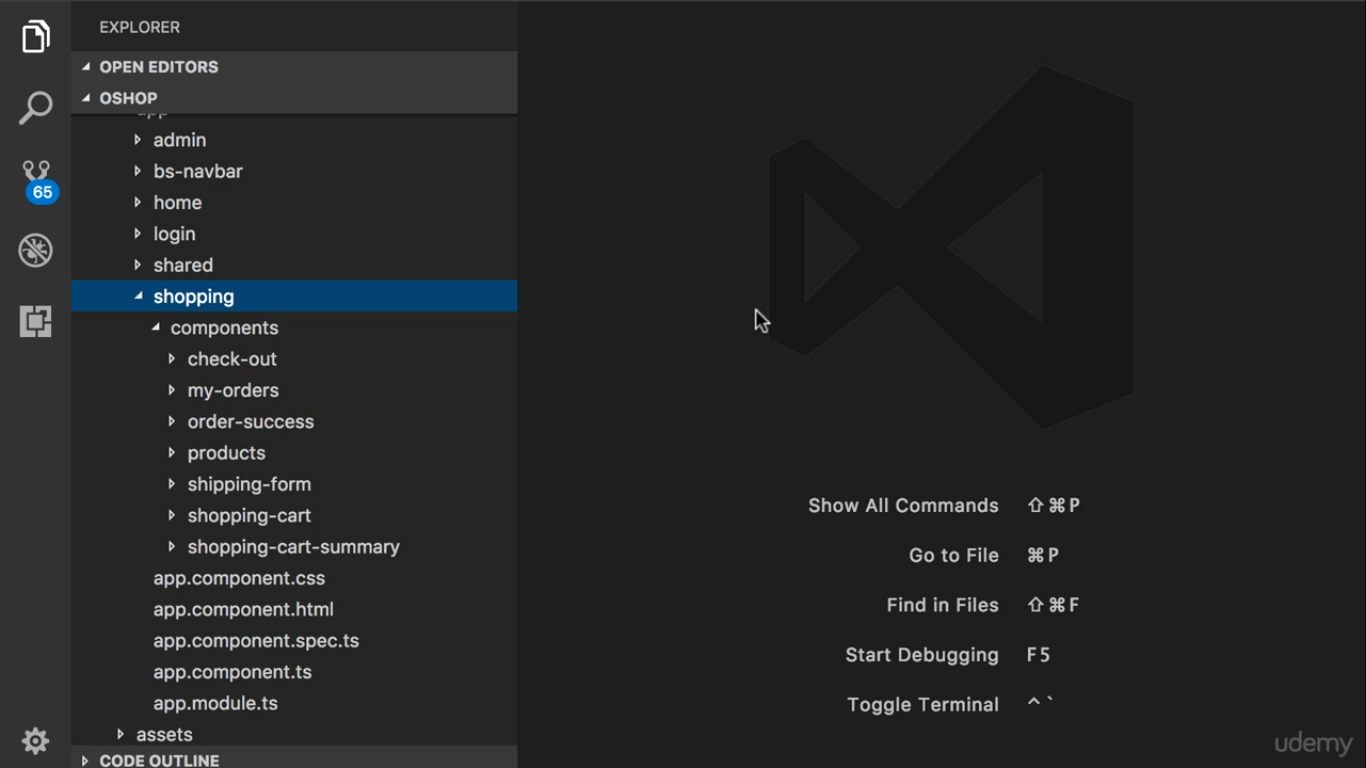 EXPLORER
OPEN EDITORS
OSHOP
app
admin
bs-navbar
65
home
login
shared
shopping
components
check-out
my-orders
order-success
products
shipping-form
shopping-cart
shopping-cart-summary
app.component.css
app.component.html
app.component.spec.ts
app.component.ts
app.module.ts
assets
CODE OUTLINE
Show All Commands ⇧⌘P
Go to File ⌘P
Find in Files ⇧⌘F
Start Debugging F5
Toggle Terminal ^`
udemy